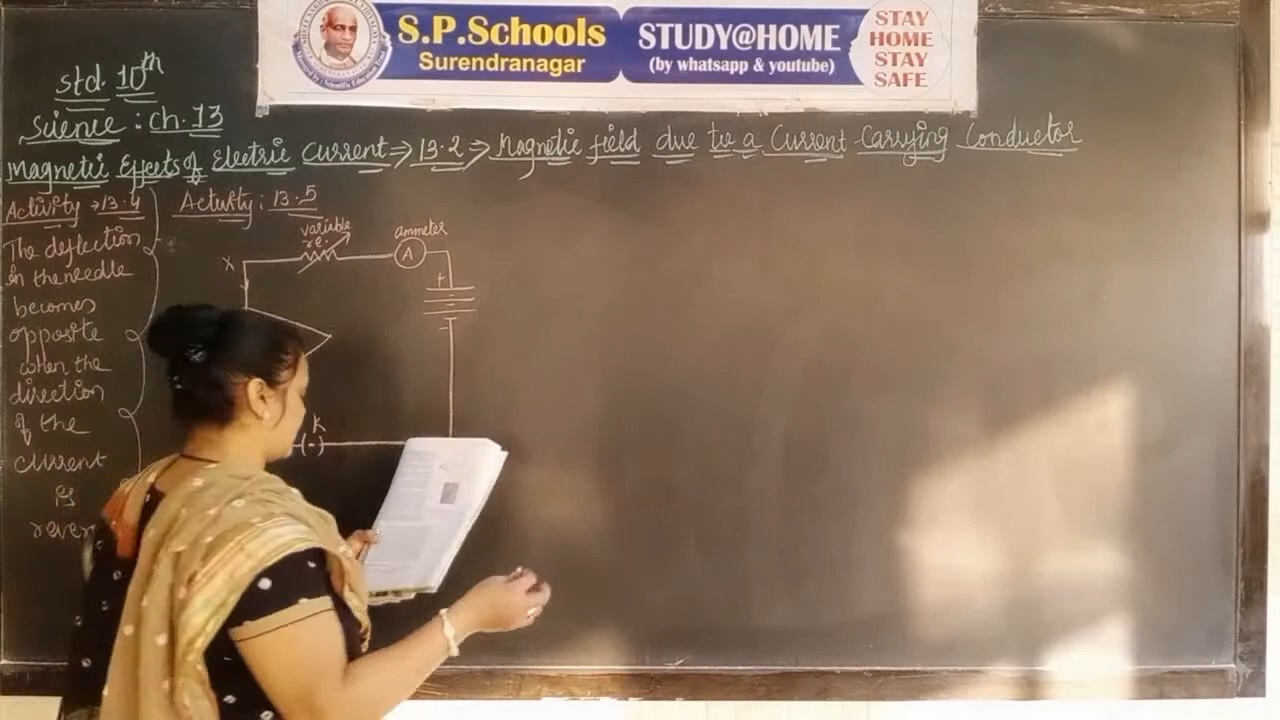 S.P.Schools
Surendranagar
STUDY@HOME
(by whatsapp & youtube)
STAY
HOME
STAY
SAFE
std. 10th
Science : Ch. 13
Magnetic Effects of Electric Current => 13.2 => Magnetic field due to a Current-Carrying Conductor
Activity → 13.4
The deflection
in the needle
becomes
opposite
when the
direction
of the
current
is
rever
Activity : 13.5
variable
re.
ammeter
X
A
+
-
K
(·)